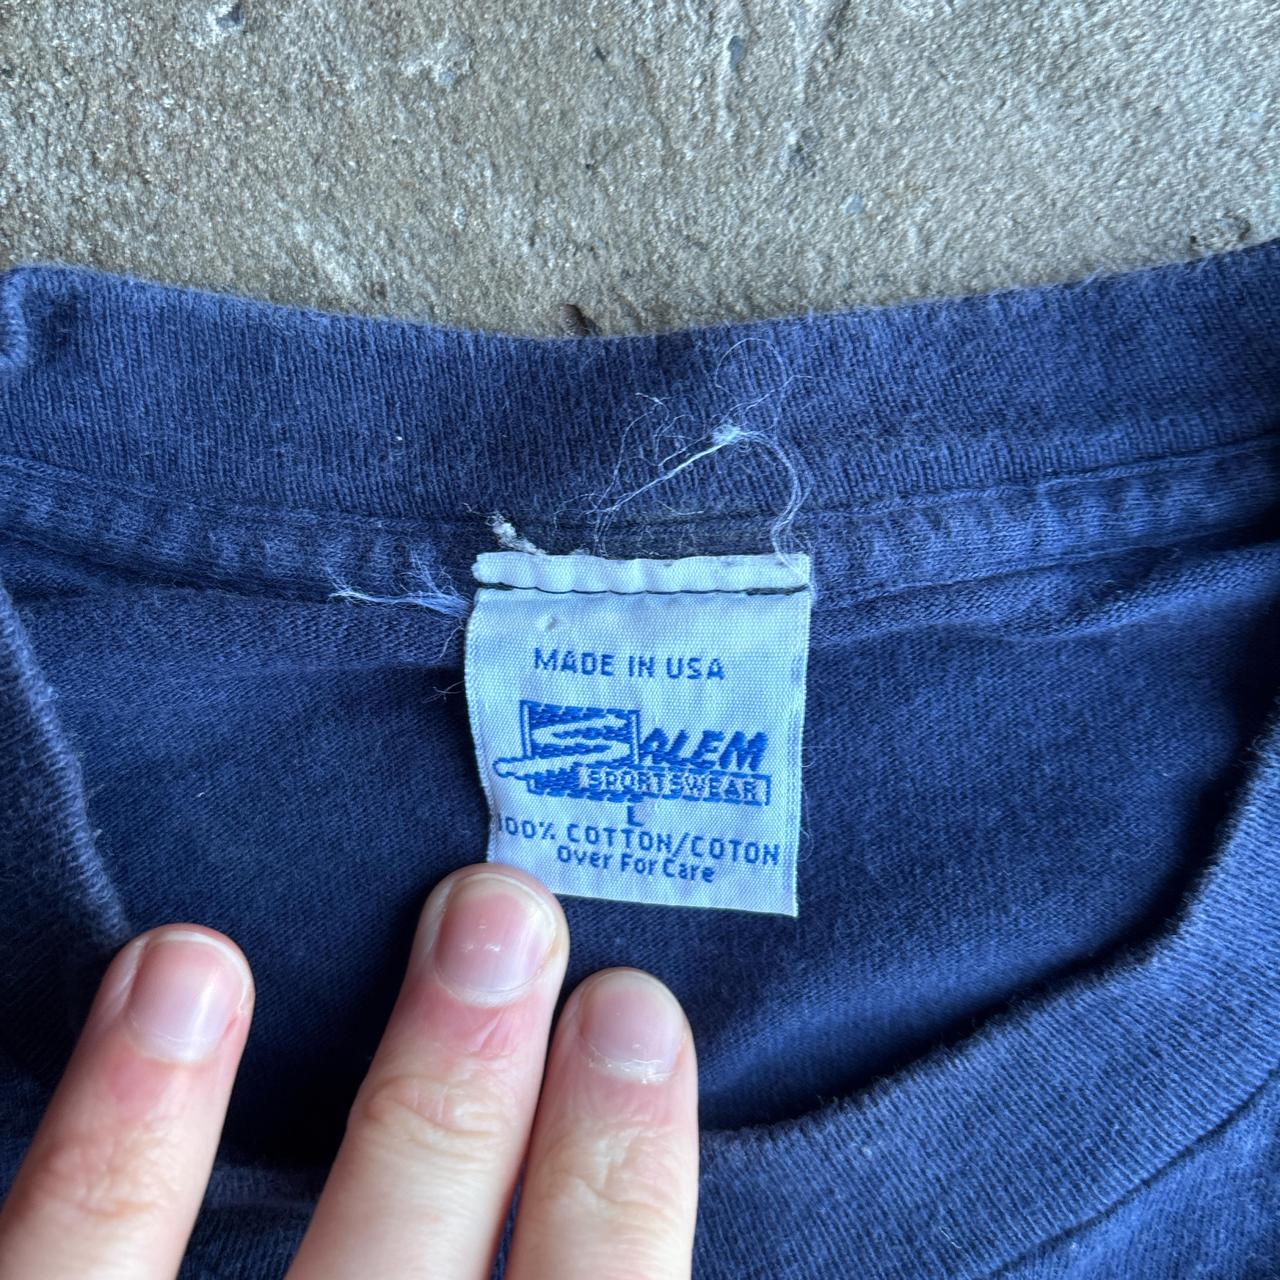 MADE IN USA
SALEM
SPORTSWEAR
L
100% COTTON/COTON
Over For Care